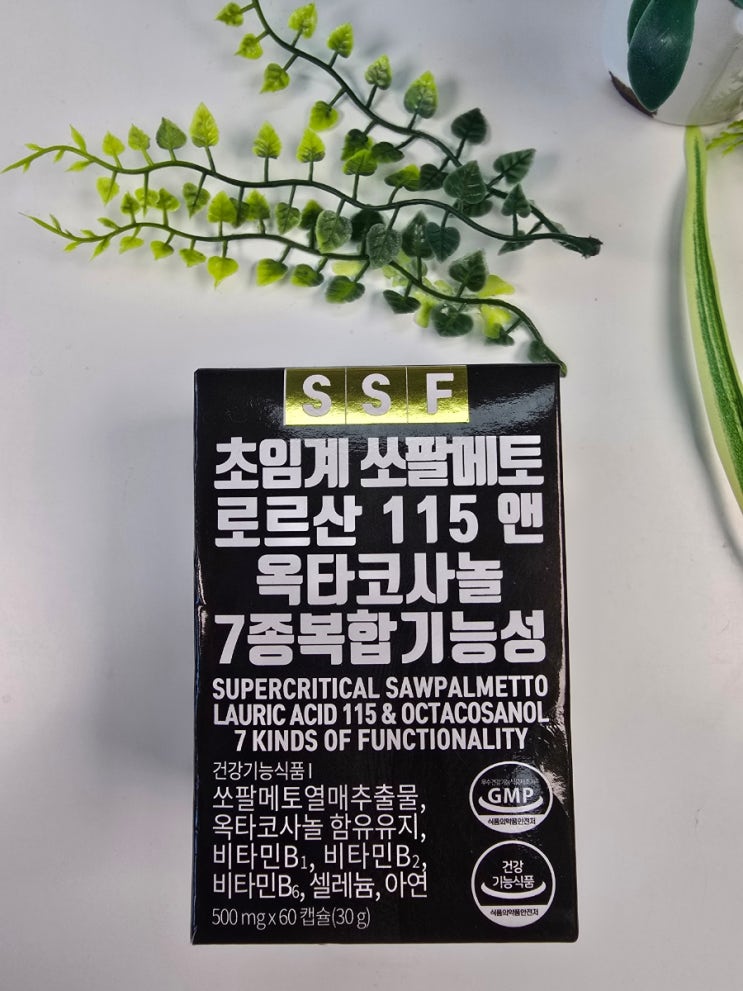 SSF
초임계 쏘팔메토
로르산 115 앤
옥타코사놀
7종복합기능성
SUPERCRITICAL SAWPALMETTO
LAURIC ACID 115 & OCTACOSANOL
7 KINDS OF FUNCTIONALITY
건강기능식품 I
쏘팔메토열매추출물,
옥타코사놀 함유유지,
비타민B₁, 비타민B₂,
비타민B₆, 셀레늄, 아연
500 mg x 60 캡슐(30 g)
GMP
식품의약품안전처
건강
기능식품
식품의약품안전처